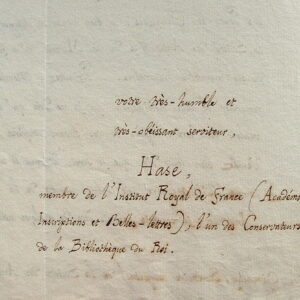 votre très-humble et
très-obéissant serviteur,
Hase,
membre de l'Institut Royal de France (Académ
Inscriptions et Belles-lettres), l'un des Conservateurs
de la Bibliothèque du Roi.